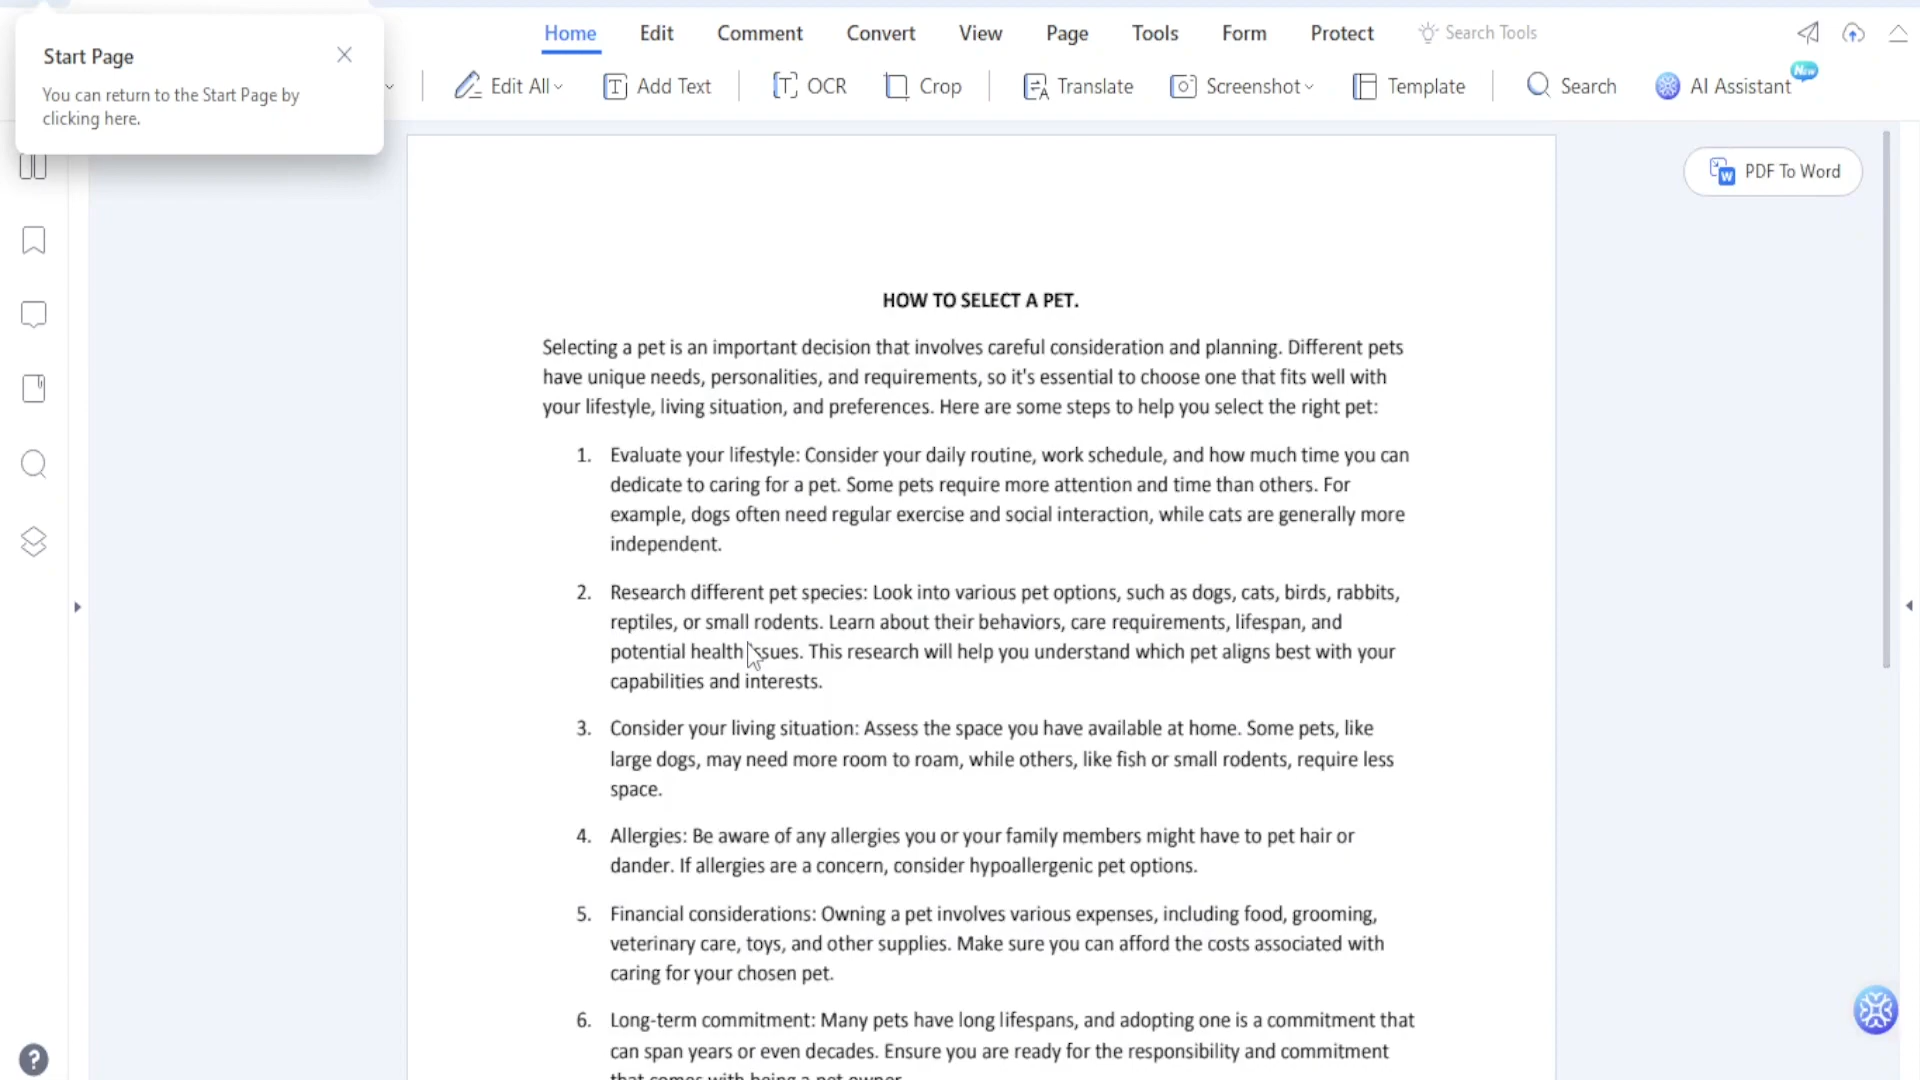 Start Page
You can return to the Start Page by
clicking here.
Home Edit Comment Convert View Page Tools Form Protect Search Tools
Edit All Add Text OCR Crop Translate Screenshot Template Search AI Assistant New
PDF To Word
HOW TO SELECT A PET.
Selecting a pet is an important decision that involves careful consideration and planning. Different pets
have unique needs, personalities, and requirements, so it's essential to choose one that fits well with
your lifestyle, living situation, and preferences. Here are some steps to help you select the right pet:
1. Evaluate your lifestyle: Consider your daily routine, work schedule, and how much time you can
dedicate to caring for a pet. Some pets require more attention and time than others. For
example, dogs often need regular exercise and social interaction, while cats are generally more
independent.
2. Research different pet species: Look into various pet options, such as dogs, cats, birds, rabbits,
reptiles, or small rodents. Learn about their behaviors, care requirements, lifespan, and
potential health issues. This research will help you understand which pet aligns best with your
capabilities and interests.
3. Consider your living situation: Assess the space you have available at home. Some pets, like
large dogs, may need more room to roam, while others, like fish or small rodents, require less
space.
4. Allergies: Be aware of any allergies you or your family members might have to pet hair or
dander. If allergies are a concern, consider hypoallergenic pet options.
5. Financial considerations: Owning a pet involves various expenses, including food, grooming,
veterinary care, toys, and other supplies. Make sure you can afford the costs associated with
caring for your chosen pet.
6. Long-term commitment: Many pets have long lifespans, and adopting one is a commitment that
can span years or even decades. Ensure you are ready for the responsibility and commitment
that comes with being a pet owner.